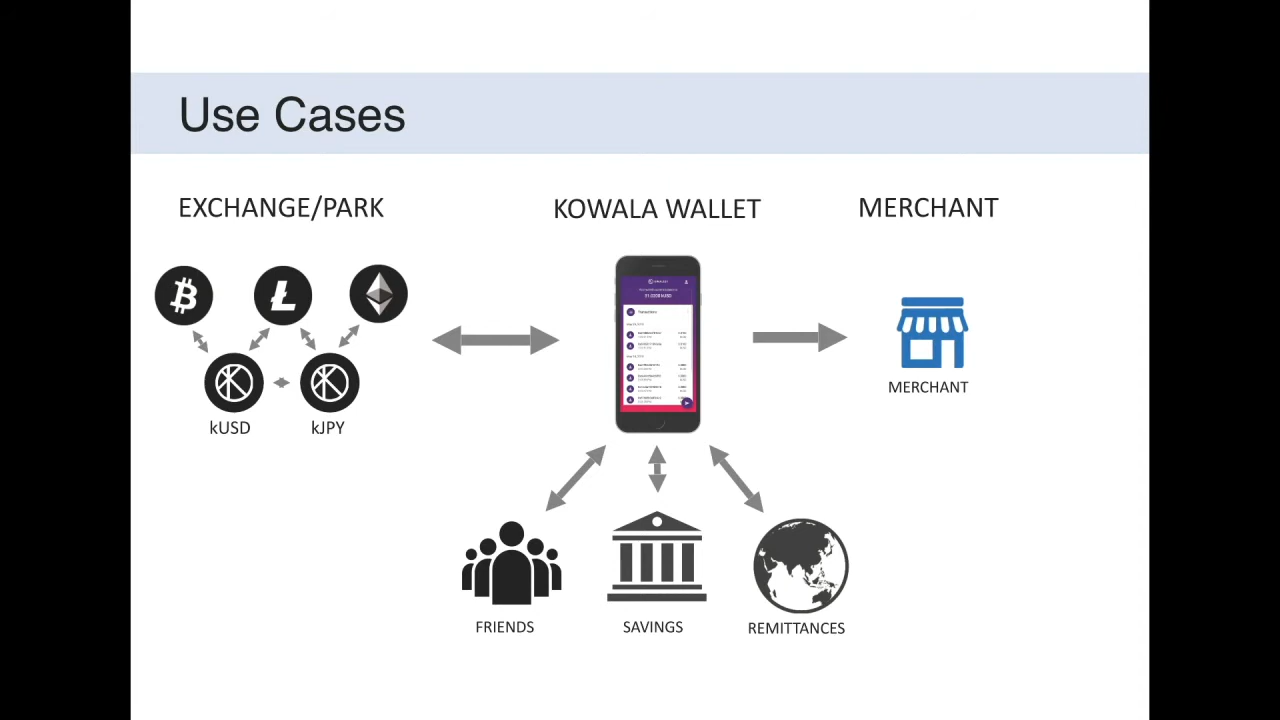 Use Cases
EXCHANGE/PARK
KOWALA WALLET
MERCHANT
MERCHANT
kUSD
kJPY
FRIENDS
SAVINGS
REMITTANCES